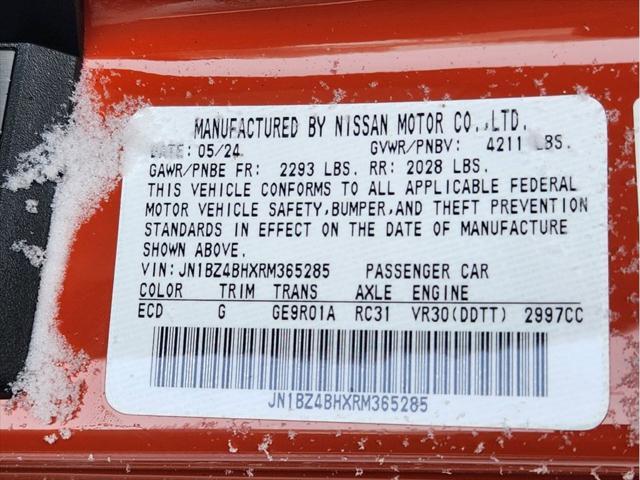 MANUFACTURED BY NISSAN MOTOR CO.,LTD.
DATE: 05/24 GVWR/PNBV: 4211 LBS.
GAWR/PNBE FR: 2293 LBS. RR: 2028 LBS.
THIS VEHICLE CONFORMS TO ALL APPLICABLE FEDERAL
MOTOR VEHICLE SAFETY,BUMPER,AND THEFT PREVENTION
STANDARDS IN EFFECT ON THE DATE OF MANUFACTURE
SHOWN ABOVE.
VIN:JN1BZ4BHXRM365285 PASSENGER CAR
COLOR TRIM TRANS AXLE ENGINE
ECD G GE9R01A RC31 VR30(DDTT) 2997CC
JN1BZ4BHXRM365285